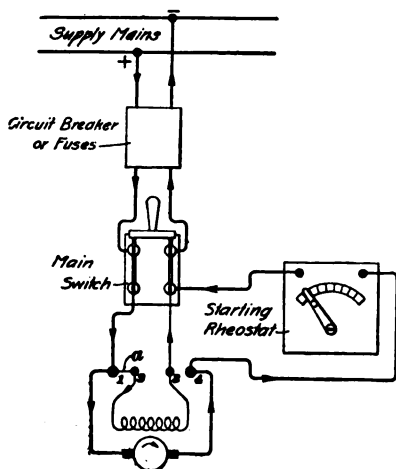 −
Supply Mains
+
Circuit Breaker
or Fuses
Main
Switch
Starting
Rheostat
a
1 2 3 4